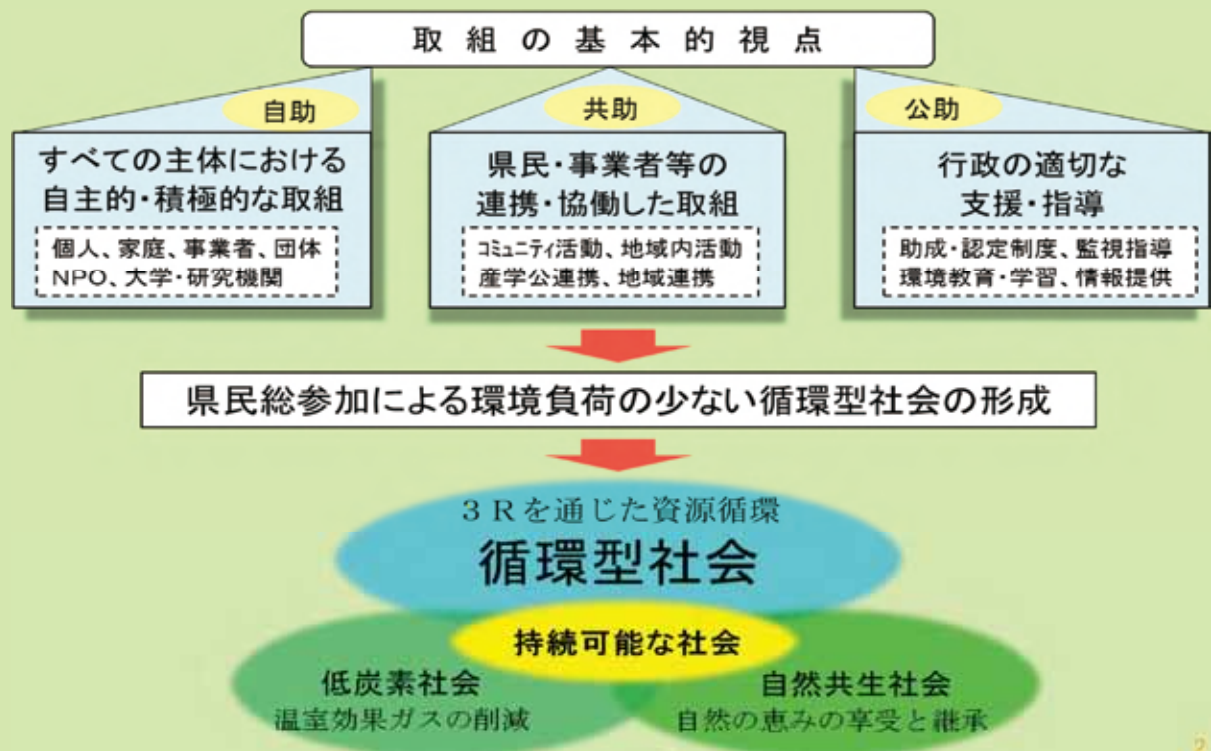 取組の基本的視点
自助
すべての主体における
自主的・積極的な取組
個人、家庭、事業者、団体
NPO、大学・研究機関
共助
県民・事業者等の
連携・協働した取組
コミュニティ活動、地域内活動
産学公連携、地域連携
公助
行政の適切な
支援・指導
助成・認定制度、監視指導
環境教育・学習、情報提供
県民総参加による環境負荷の少ない循環型社会の形成
3Rを通じた資源循環
循環型社会
持続可能な社会
低炭素社会
温室効果ガスの削減
自然共生社会
自然の恵みの享受と継承
2